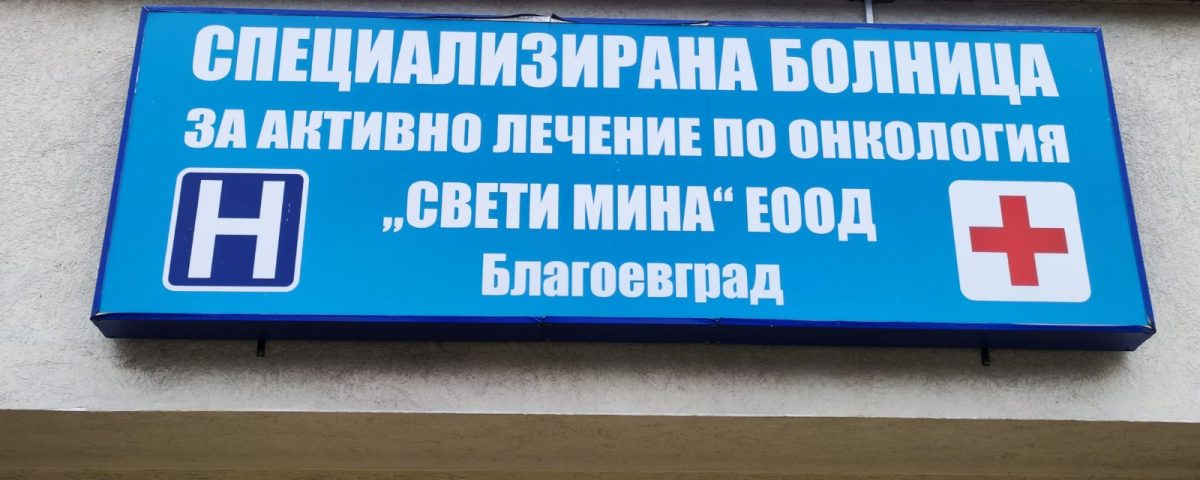 СПЕЦИАЛИЗИРАНА БОЛНИЦА
ЗА АКТИВНО ЛЕЧЕНИЕ ПО ОНКОЛОГИЯ
„СВЕТИ МИНА“ ЕООД
Благоевград
H